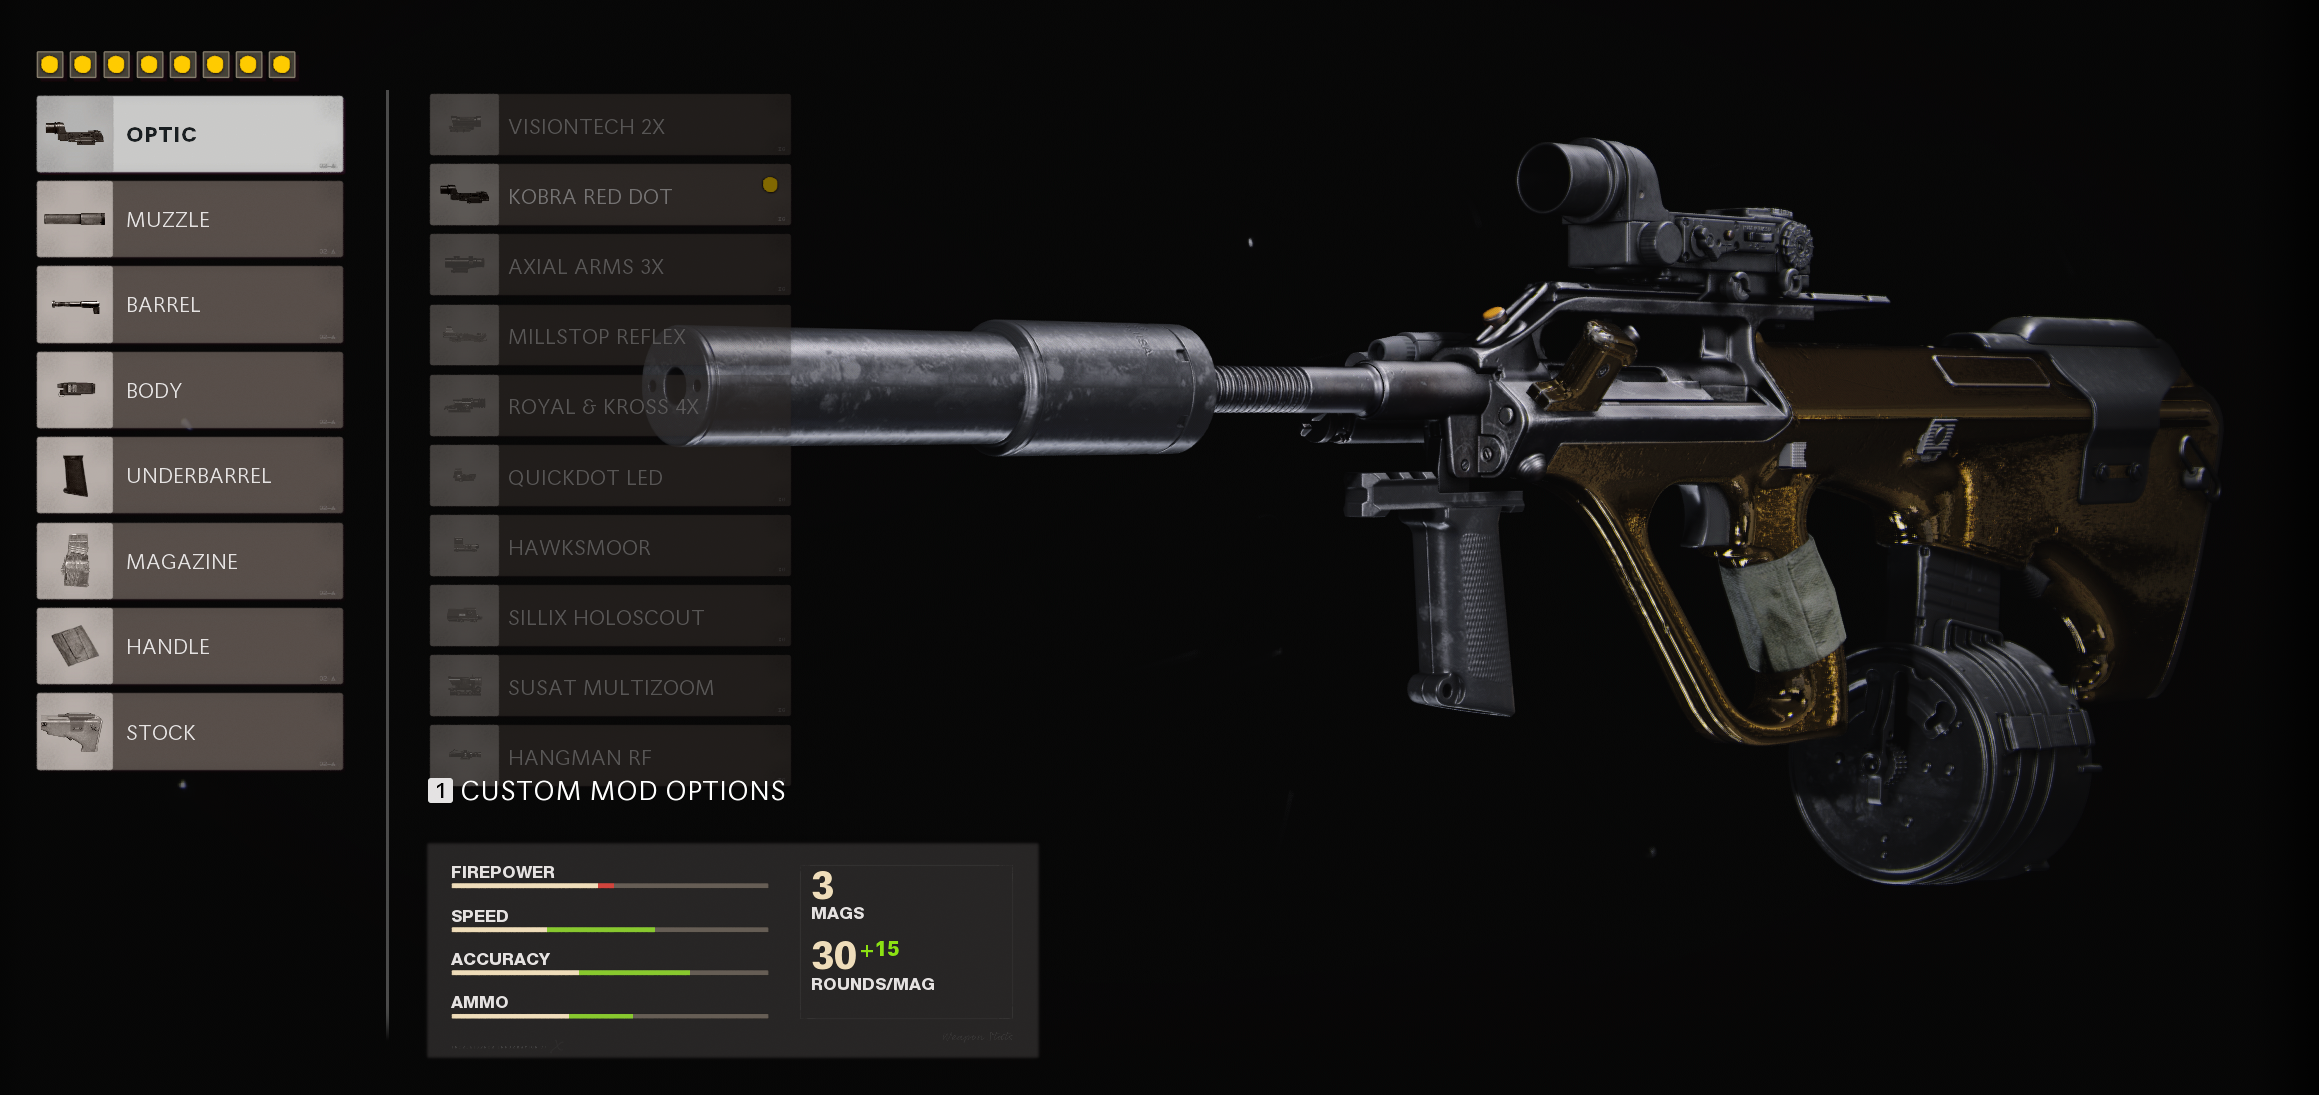 OPTIC
MUZZLE
BARREL
BODY
UNDERBARREL
MAGAZINE
HANDLE
STOCK
VISIONTECH 2X
KOBRA RED DOT
AXIAL ARMS 3X
MILLSTOP REFLEX
ROYAL & KROSS 4X
QUICKDOT LED
HAWKSMOOR
SILLIX HOLOSCOUT
SUSAT MULTIZOOM
HANGMAN RF
1 CUSTOM MOD OPTIONS
FIREPOWER
SPEED
ACCURACY
AMMO
3
MAGS
30 +15
ROUNDS/MAG